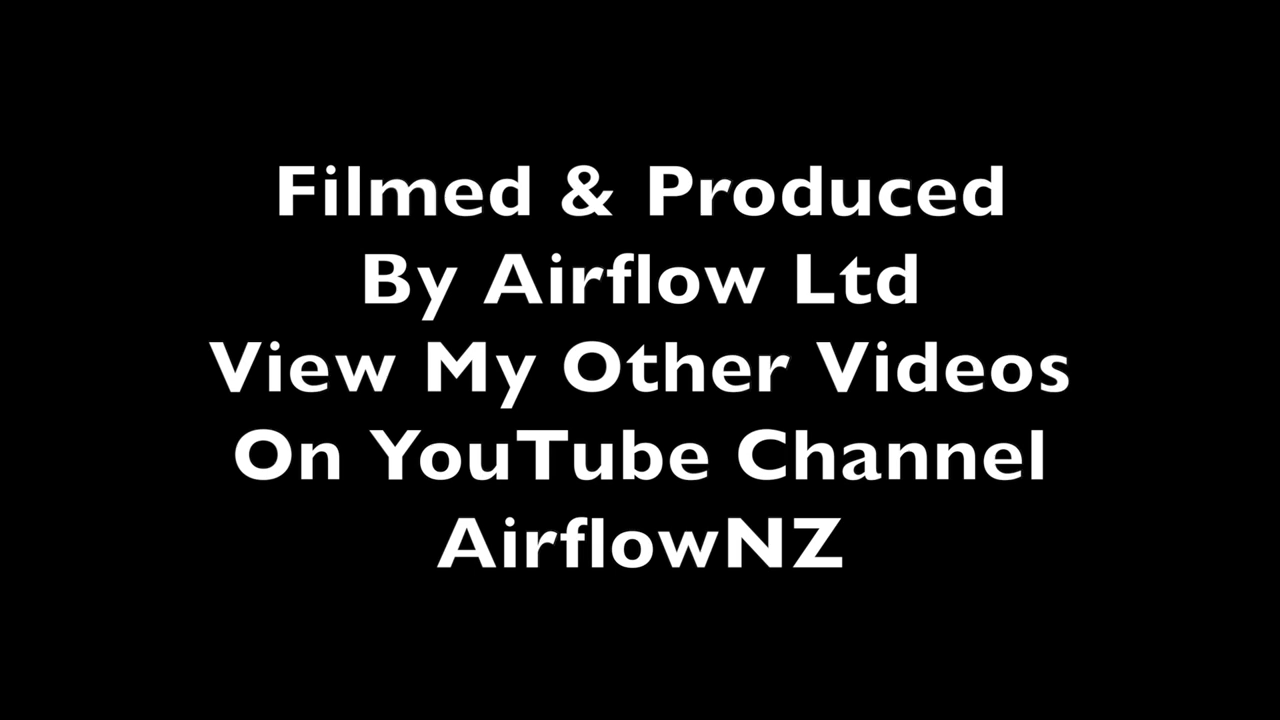 Filmed & Produced
By Airflow Ltd
View My Other Videos
On YouTube Channel
AirflowNZ